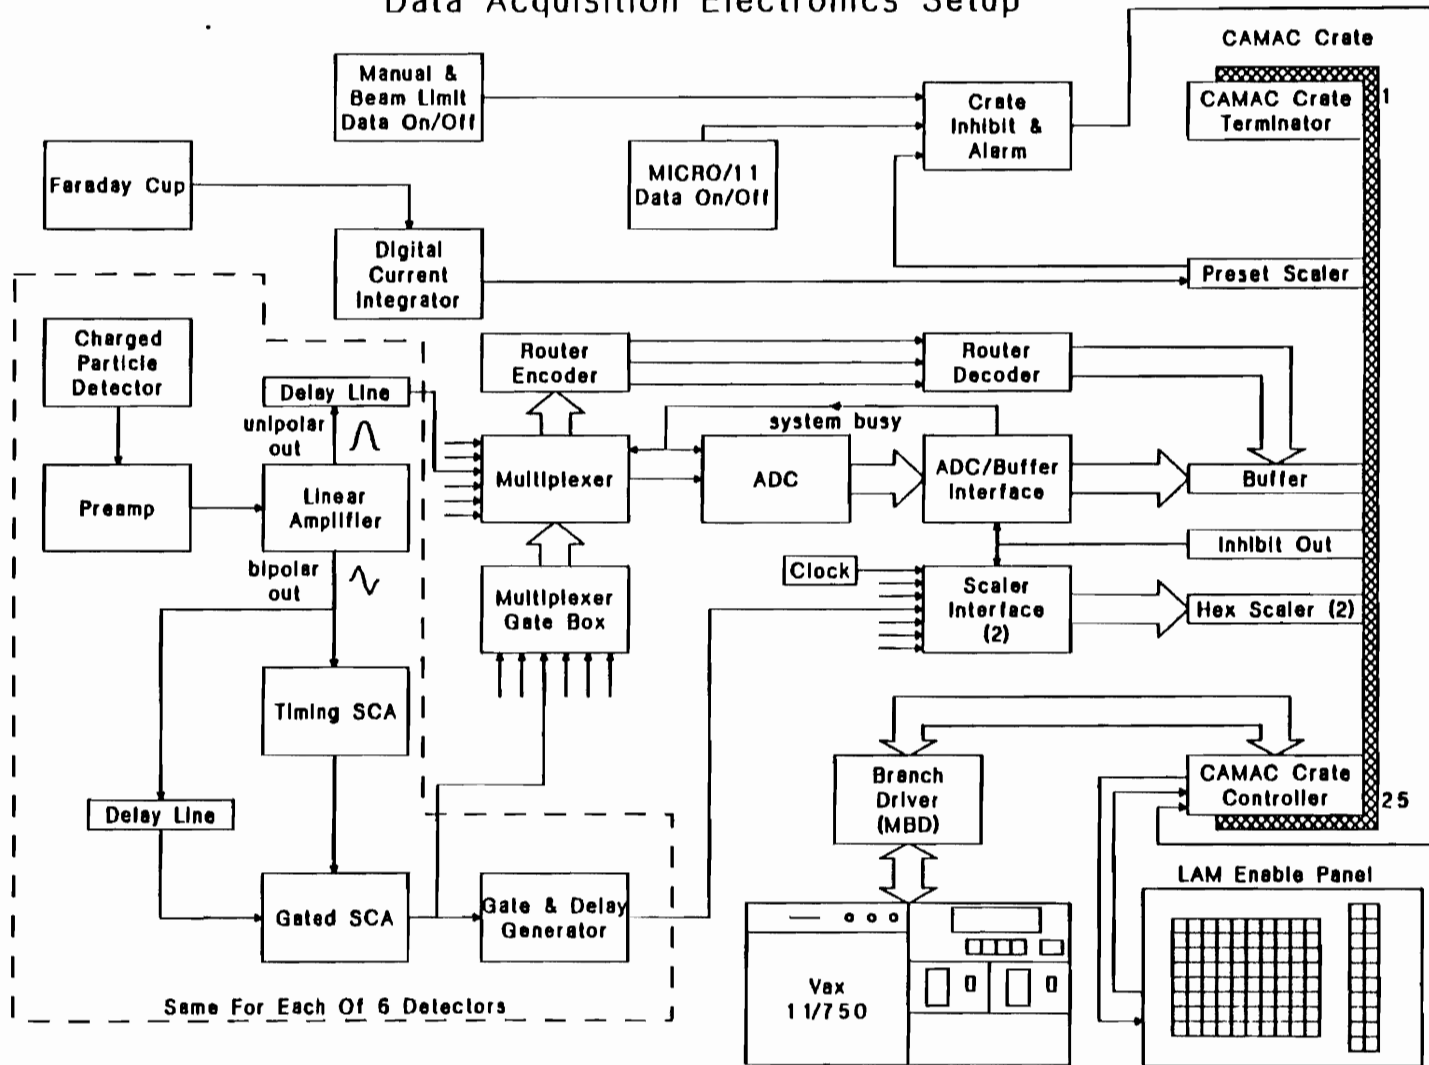 Data Acquisition Electronics Setup
CAMAC Crate
Manual &
Beam Limit
Data On/Off
Crate
Inhibit &
Alarm
CAMAC Crate
Terminator
1
Faraday Cup
MICRO/11
Data On/Off
Digital
Current
Integrator
Preset Scaler
Charged
Particle
Detector
Router
Encoder
Router
Decoder
Delay Line
unipolar
out
system busy
Preamp
Linear
Amplifier
Multiplexer
ADC
ADC/Buffer
Interface
Buffer
Inhibit Out
bipolar
out
Multiplexer
Gate Box
Clock
Scaler
Interface
(2)
Hex Scaler (2)
Timing SCA
Branch
Driver
(MBD)
CAMAC Crate
Controller
25
Delay Line
LAM Enable Panel
Gated SCA
Gate & Delay
Generator
Vax
11/750
Same For Each Of 6 Detectors